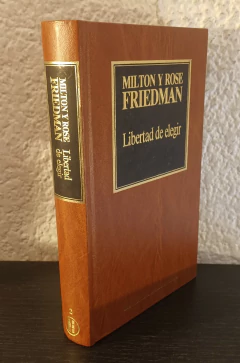 MILTON Y ROSE
FRIEDMAN
Libertad de elegir
MILTON Y ROSE
FRIEDMAN
Libertad
de elegir